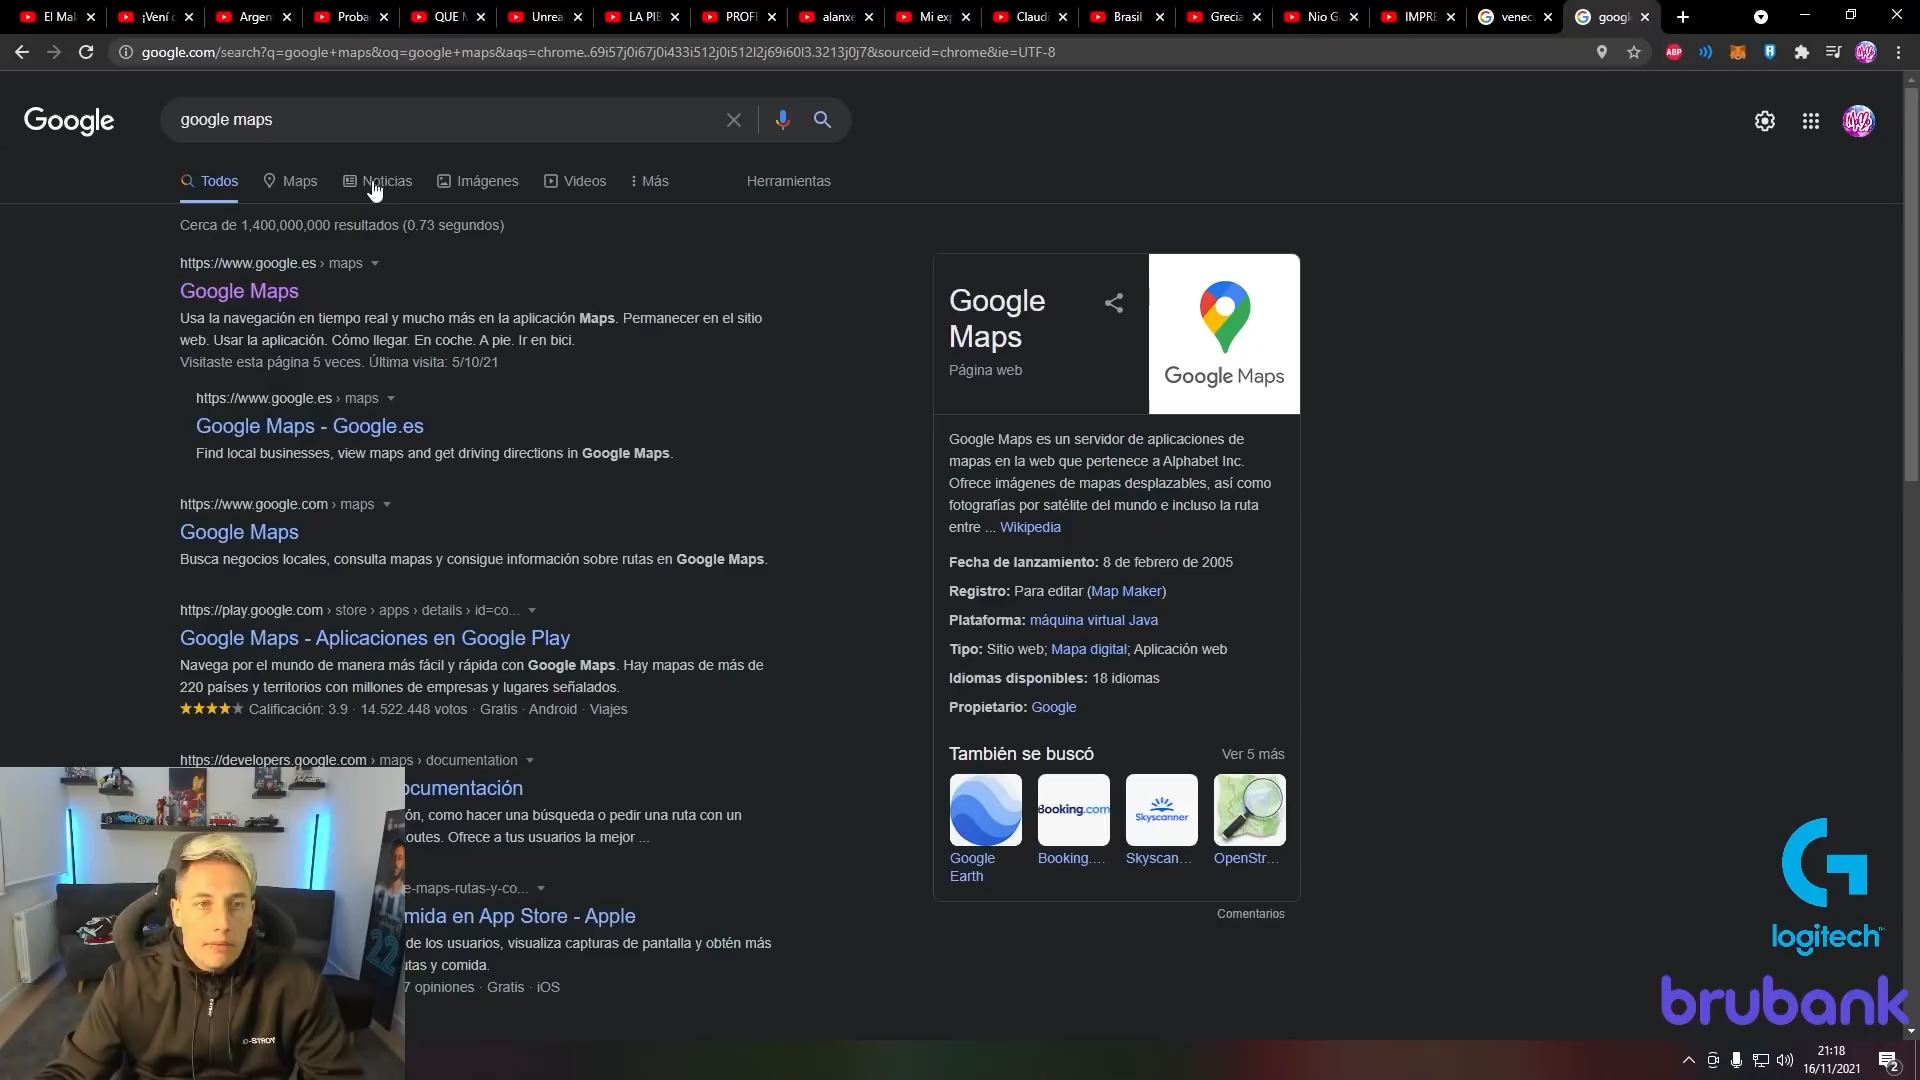 El Mal
¡Vení c
Argen
Proba
QUE M
Unrea
LA PIB
PROFE
alanxe
Mi exp
Claudi
Brasil
Grecia
Nio Ga
IMPRE
veneci
googl
google.com/search?q=google+maps&oq=google+maps&aqs=chrome..69i57j0i67j0i433i512j0i512l2j69i60l3.3213j0j7&sourceid=chrome&ie=UTF-8
ABP
Google
google maps
Todos
Maps
Noticias
Imágenes
Videos
Más
Herramientas
Cerca de 1,400,000,000 resultados (0.73 segundos)
https://www.google.es › maps
Google Maps
Usa la navegación en tiempo real y mucho más en la aplicación Maps. Permanecer en el sitio
web. Usar la aplicación. Cómo llegar. En coche. A pie. Ir en bici.
Visitaste esta página 5 veces. Última visita: 5/10/21
https://www.google.es › maps
Google Maps - Google.es
Find local businesses, view maps and get driving directions in Google Maps.
https://www.google.com › maps
Google Maps
Busca negocios locales, consulta mapas y consigue información sobre rutas en Google Maps.
https://play.google.com › store › apps › details › id=co...
Google Maps - Aplicaciones en Google Play
Navega por el mundo de manera más fácil y rápida con Google Maps. Hay mapas de más de
220 países y territorios con millones de empresas y lugares señalados.
Calificación: 3.9 · 14.522.448 votos · Gratis · Android · Viajes
https://developers.google.com › maps › documentation
ocumentación
ón, como hacer una búsqueda o pedir una ruta con un
outes. Ofrece a tus usuarios la mejor ...
e-maps-rutas-y-co...
mida en App Store - Apple
de los usuarios, visualiza capturas de pantalla y obtén más
utas y comida.
7 opiniones · Gratis · iOS
Google
Maps
Página web
Google Maps
Google Maps es un servidor de aplicaciones de
mapas en la web que pertenece a Alphabet Inc.
Ofrece imágenes de mapas desplazables, así como
fotografías por satélite del mundo e incluso la ruta
entre ... Wikipedia
Fecha de lanzamiento: 8 de febrero de 2005
Registro: Para editar (Map Maker)
Plataforma: máquina virtual Java
Tipo: Sitio web; Mapa digital; Aplicación web
Idiomas disponibles: 18 idiomas
Propietario: Google
También se buscó
Ver 5 más
Booking.com
Skyscanner
Google
Earth
Booking....
Skyscan...
OpenStr...
Comentarios
22
D-STROY
logitech
brubank
21:18
16/11/2021
2